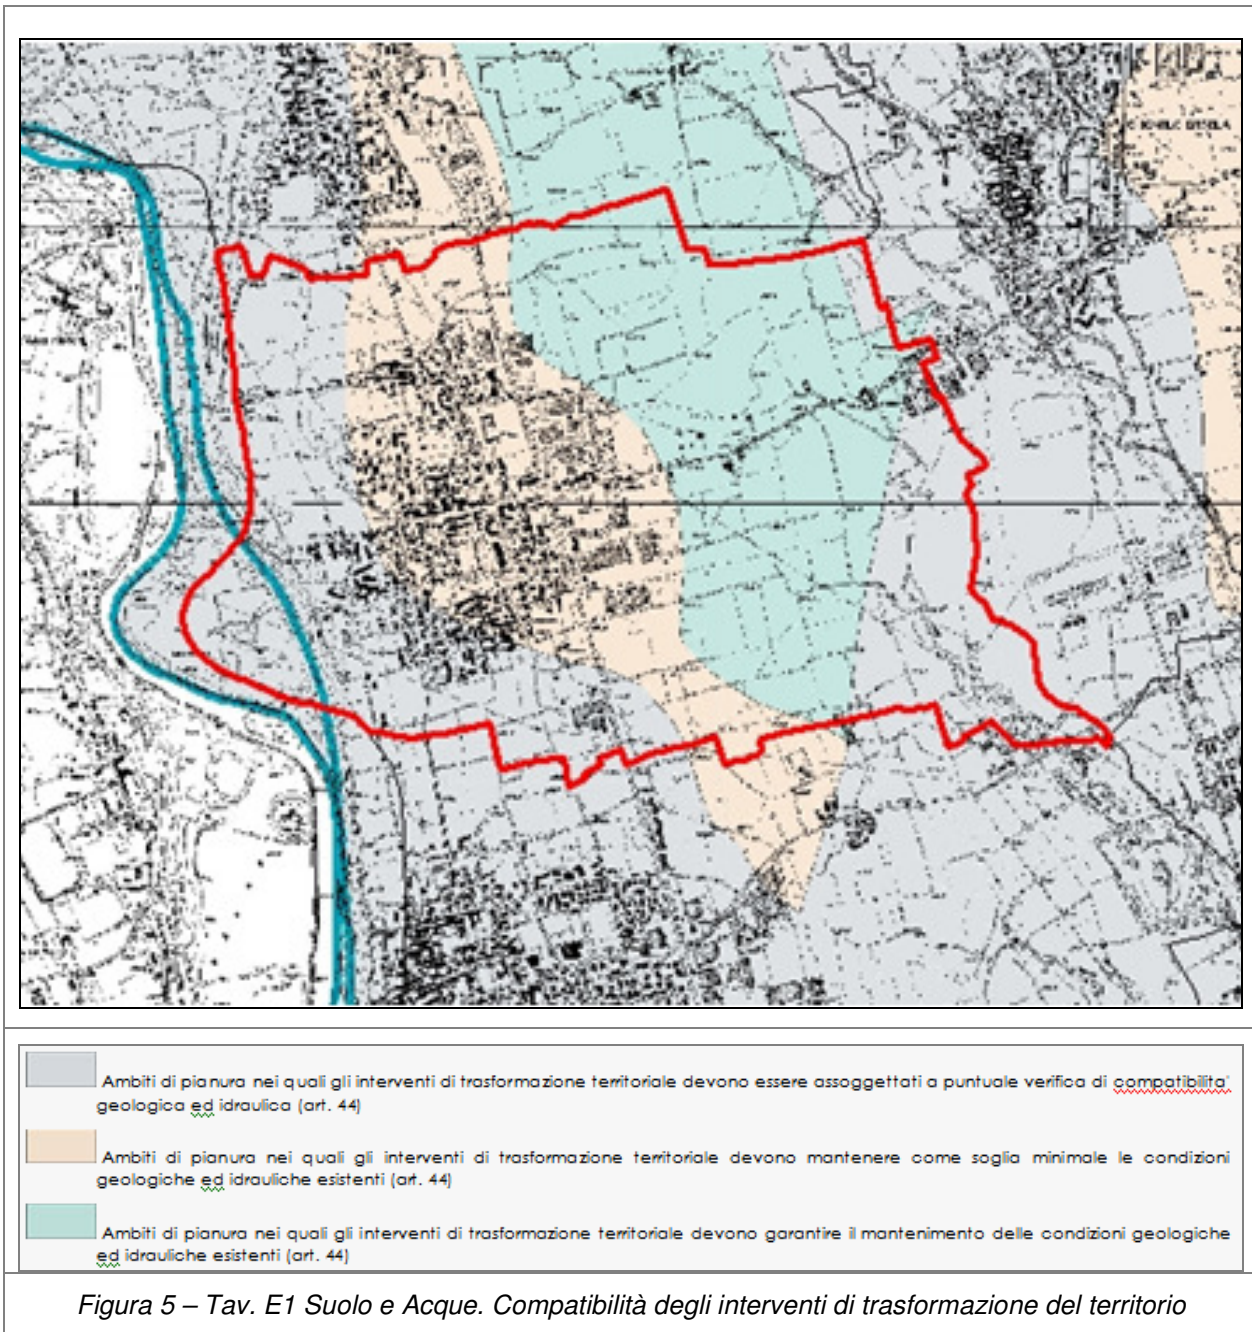 Ambiti di pianura nei quali gli interventi di trasformazione territoriale devono essere assoggettati a puntuale verifica di compatibilita'
geologica ed idraulica (art. 44)
Ambiti di pianura nei quali gli interventi di trasformazione territoriale devono mantenere come soglia minimale le condizioni
geologiche ed idrauliche esistenti (art. 44)
Ambiti di pianura nei quali gli interventi di trasformazione territoriale devono garantire il mantenimento delle condizioni geologiche
ed idrauliche esistenti (art. 44)
Figura 5 – Tav. E1 Suolo e Acque. Compatibilità degli interventi di trasformazione del territorio